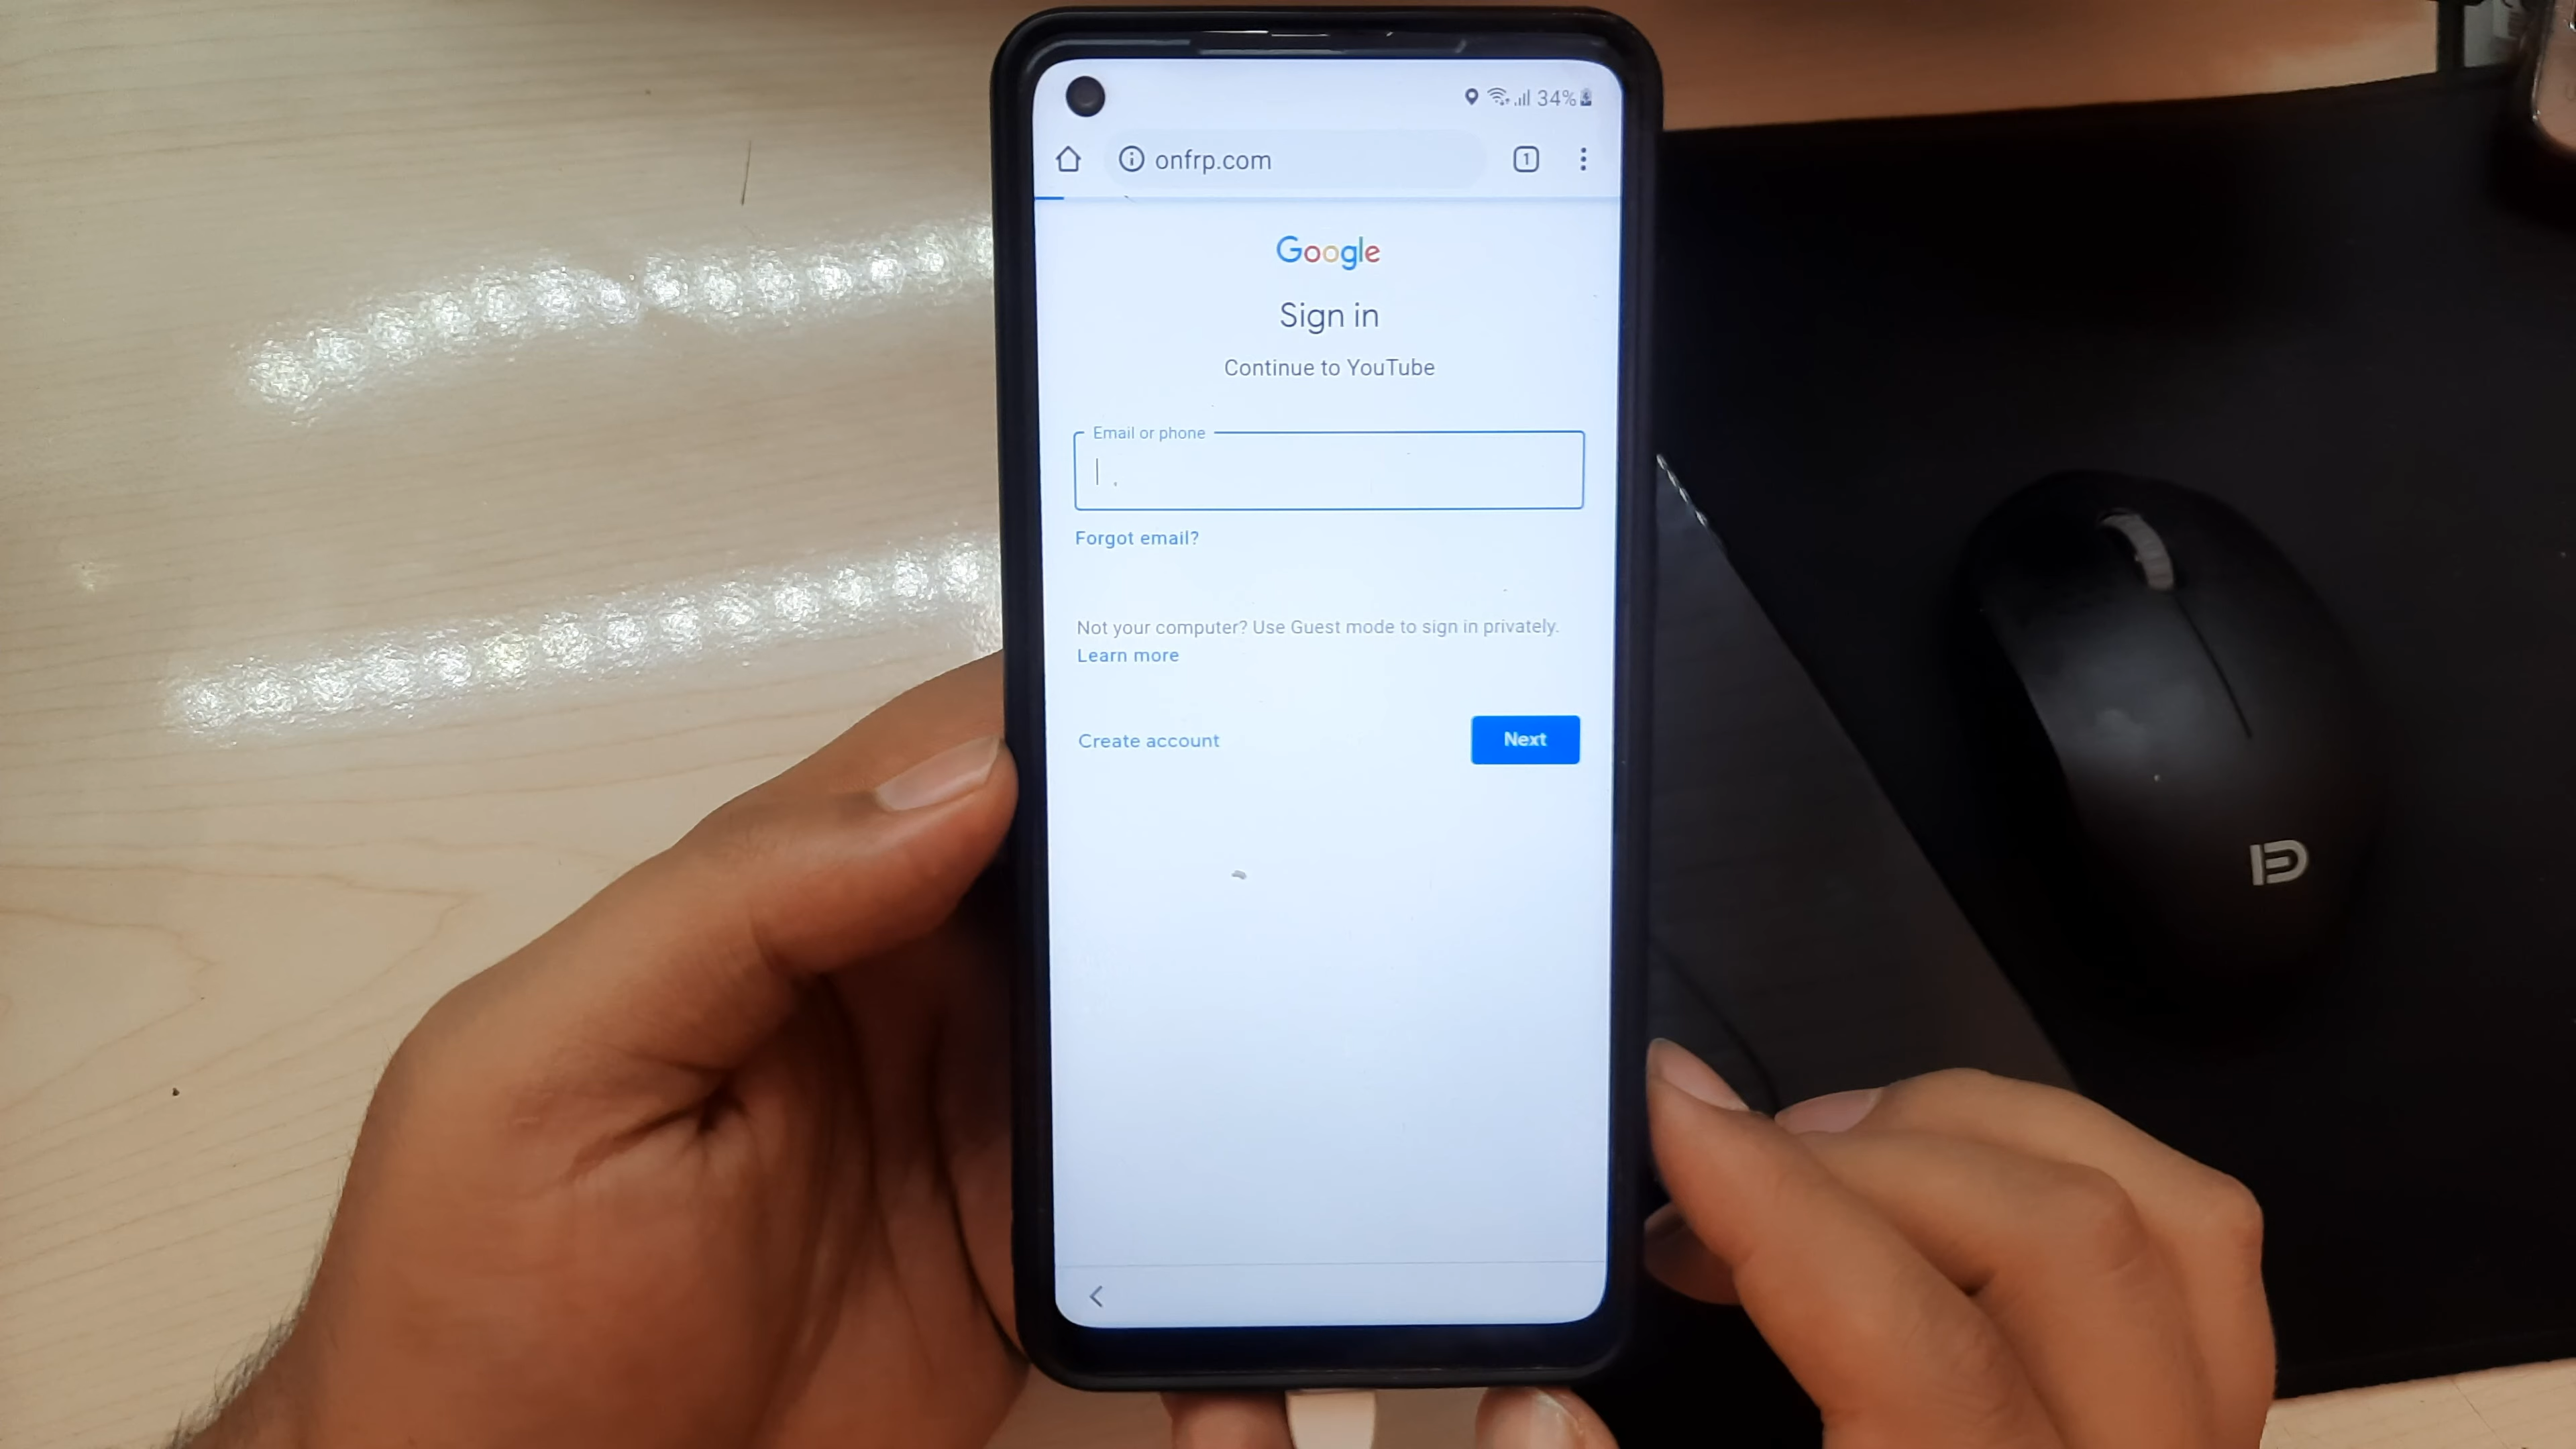 34%
onfrp.com
1
Google
Sign in
Continue to YouTube
Email or phone
Forgot email?
Not your computer? Use Guest mode to sign in privately.
Learn more
Create account
Next